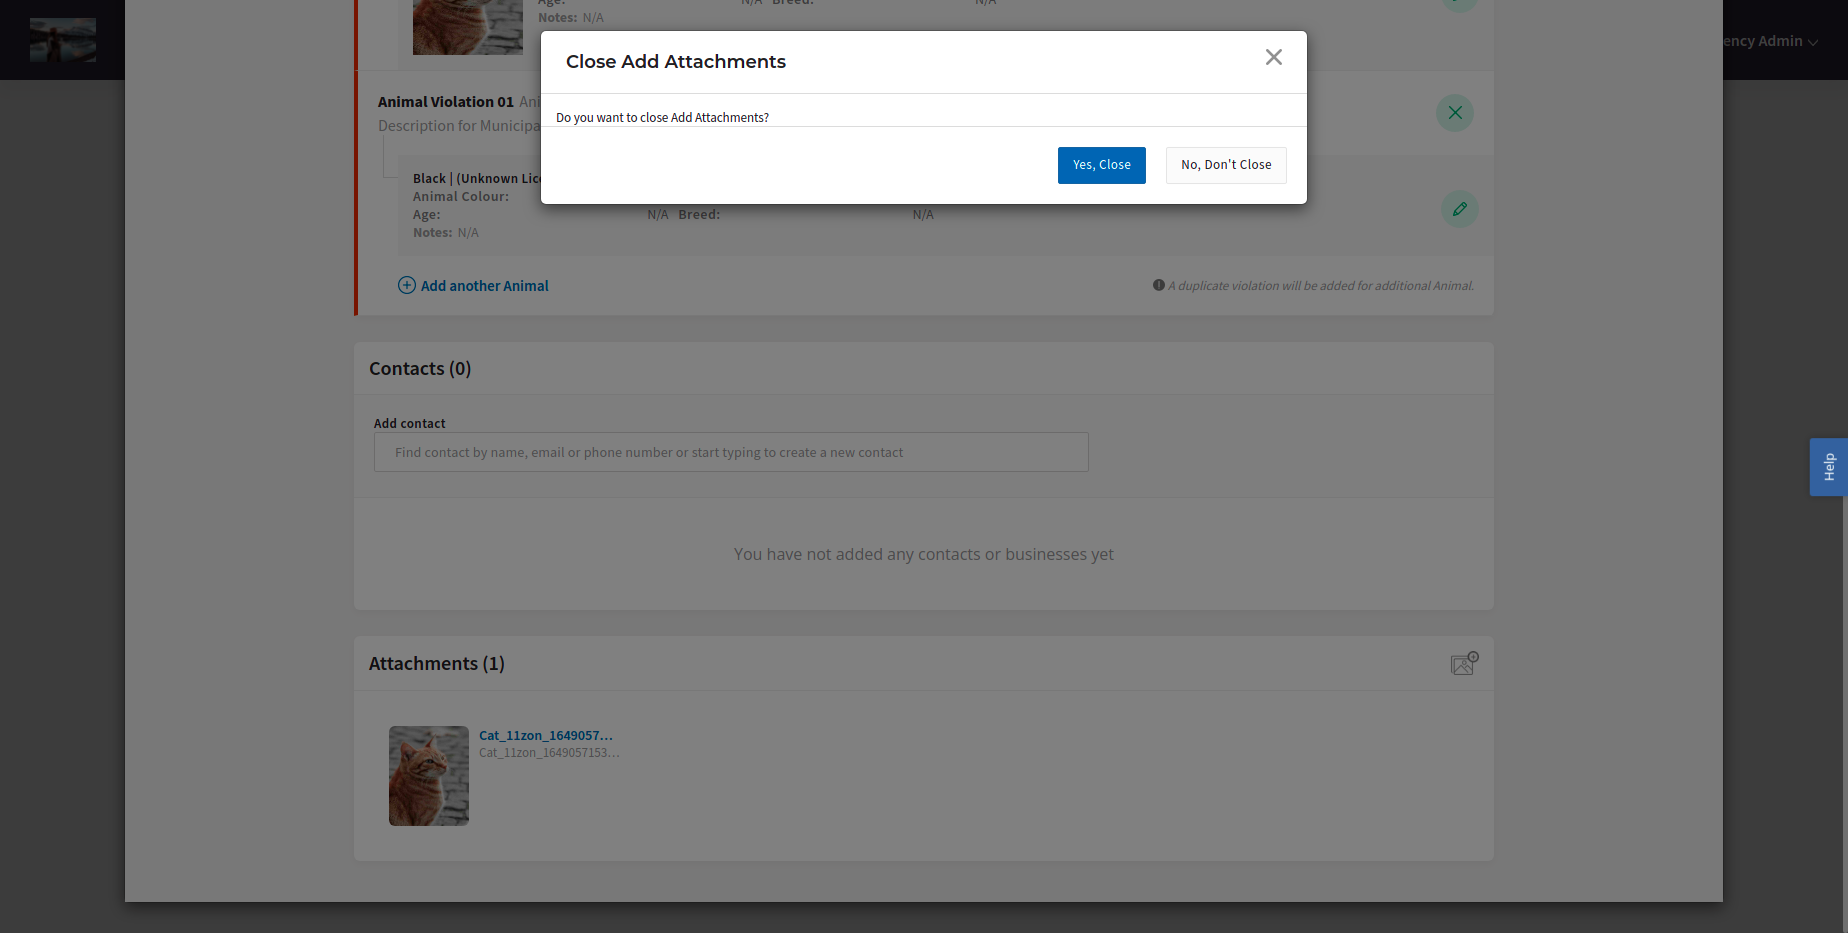 Age: N/A Breed: N/A
Notes: N/A
ency Admin
Close Add Attachments
Do you want to close Add Attachments?
Yes, Close No, Don't Close
Animal Violation 01 Ani
Description for Municipa
Black | (Unknown Lic
Animal Colour:
Age: N/A Breed: N/A
Notes: N/A
Add another Animal
A duplicate violation will be added for additional Animal.
Contacts (0)
Add contact
Find contact by name, email or phone number or start typing to create a new contact
Help
You have not added any contacts or businesses yet
Attachments (1)
Cat_11zon_1649057...
Cat_11zon_1649057153...